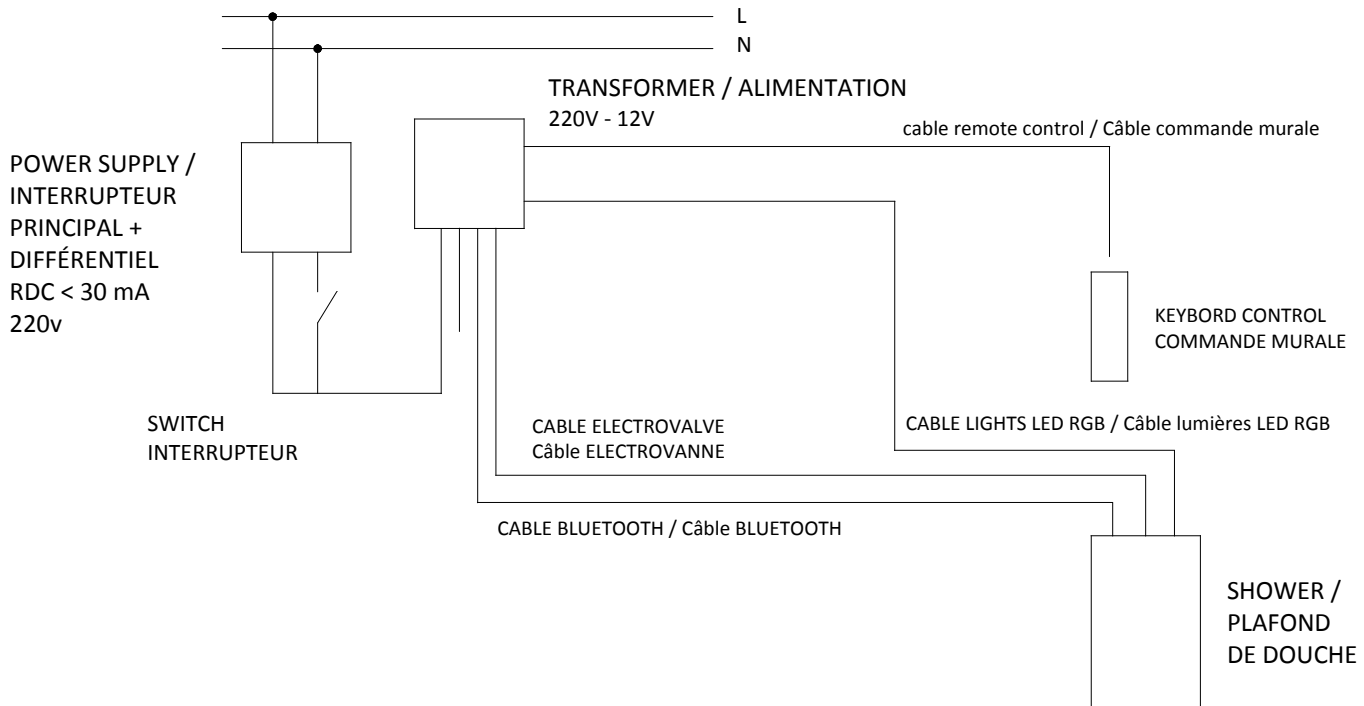 L
N
TRANSFORMER / ALIMENTATION
220V - 12V
cable remote control / Câble commande murale
POWER SUPPLY /
INTERRUPTEUR
PRINCIPAL +
DIFFÉRENTIEL
RDC < 30 mA
220v
KEYBORD CONTROL
COMMANDE MURALE
SWITCH
INTERRUPTEUR
CABLE ELECTROVALVE
Câble ELECTROVANNE
CABLE LIGHTS LED RGB / Câble lumières LED RGB
CABLE BLUETOOTH / Câble BLUETOOTH
SHOWER /
PLAFOND
DE DOUCHE